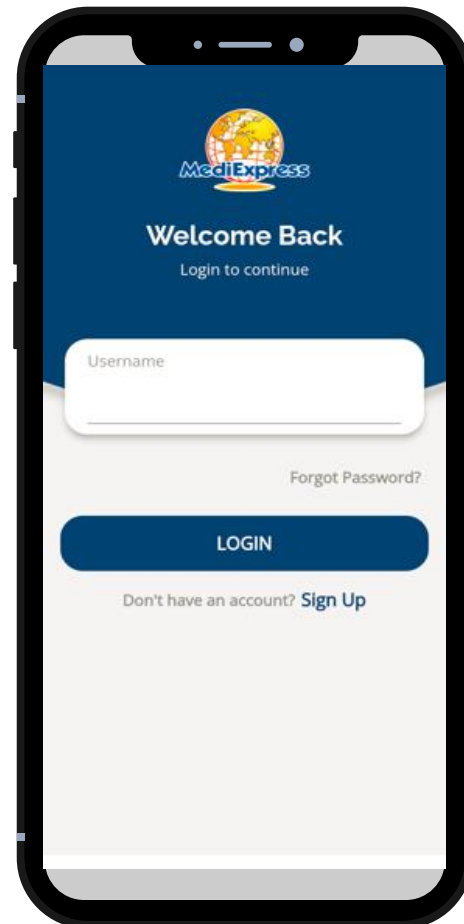 MediExpress
Welcome Back
Login to continue
Username
Forgot Password?
LOGIN
Don't have an account? Sign Up